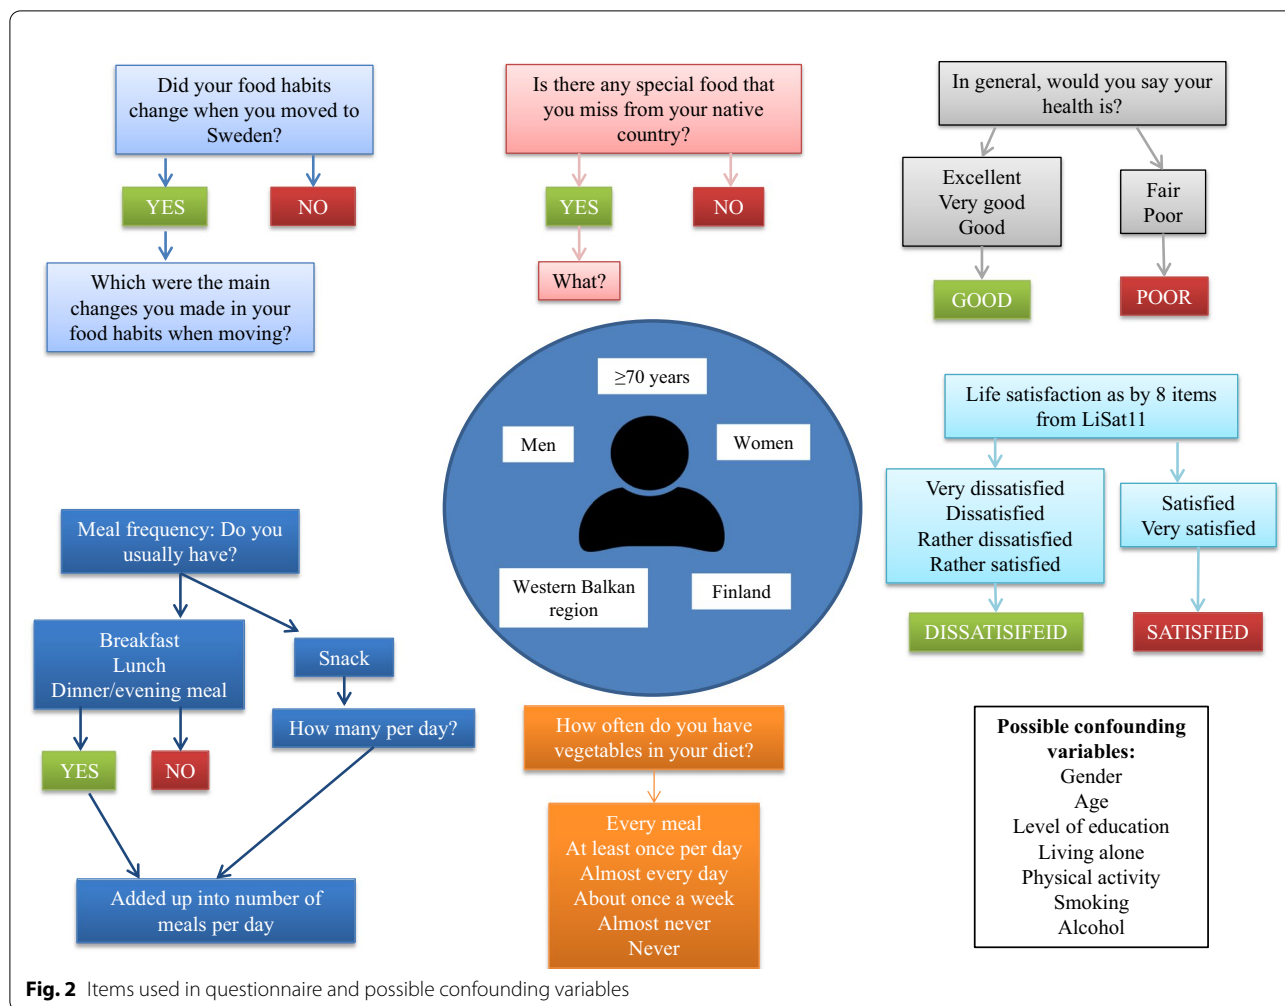 Did your food habits
change when you moved to
Sweden?
YES
NO
Which were the main
changes you made in your
food habits when moving?
Is there any special food that
you miss from your native
country?
YES
NO
What?
In general, would you say your
health is?
Excellent
Very good
Good
Fair
Poor
GOOD
POOR
≥70 years
Men
Women
Western Balkan
region
Finland
Life satisfaction as by 8 items
from LiSat11
Very dissatisfied
Dissatisfied
Rather dissatisfied
Rather satisfied
Satisfied
Very satisfied
DISSATISIFEID
SATISFIED
Meal frequency: Do you
usually have?
Breakfast
Lunch
Dinner/evening meal
Snack
How many per day?
YES
NO
Added up into number of
meals per day
How often do you have
vegetables in your diet?
Every meal
At least once per day
Almost every day
About once a week
Almost never
Never
Possible confounding
variables:
Gender
Age
Level of education
Living alone
Physical activity
Smoking
Alcohol
Fig. 2 Items used in questionnaire and possible confounding variables